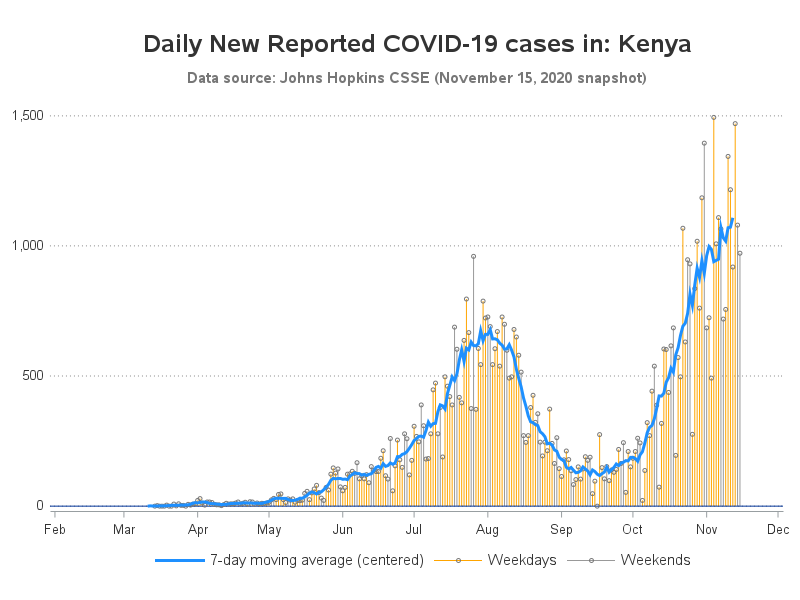 Daily New Reported COVID-19 cases in: Kenya
Data source: Johns Hopkins CSSE (November 15, 2020 snapshot)
1,500
1,000
500
0
Feb Mar Apr May Jun Jul Aug Sep Oct Nov Dec
7-day moving average (centered) Weekdays Weekends